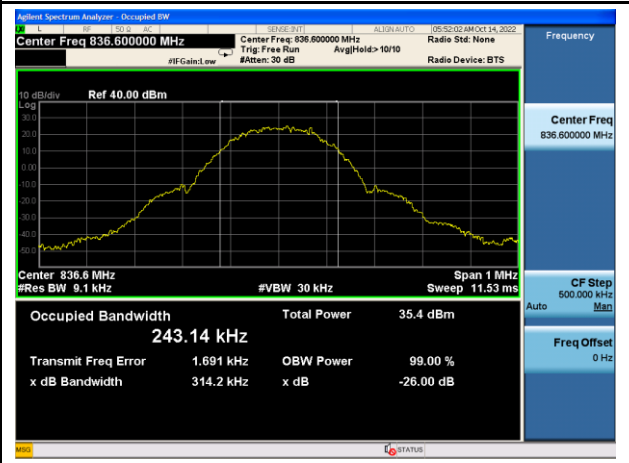 Agilent Spectrum Analyzer - Occupied BW
L RF 50 Ω AC SENSE:INT ALIGN AUTO 05:52:02 AM Oct 14, 2022
Center Freq 836.600000 MHz Center Freq: 836.600000 MHz Radio Std: None Frequency
Trig: Free Run Avg|Hold:> 10/10
#IFGain:Low #Atten: 30 dB Radio Device: BTS
10 dB/div Ref 40.00 dBm
Log
30.0
20.0
10.0
0.00
-10.0
-20.0
-30.0
-40.0
-50.0
Center Freq
836.600000 MHz
Center 836.6 MHz Span 1 MHz
#Res BW 9.1 kHz #VBW 30 kHz Sweep 11.53 ms
CF Step
500.000 kHz
Auto Man
Occupied Bandwidth Total Power 35.4 dBm
243.14 kHz
Freq Offset
0 Hz
Transmit Freq Error 1.691 kHz OBW Power 99.00 %
x dB Bandwidth 314.2 kHz x dB -26.00 dB
MSG STATUS